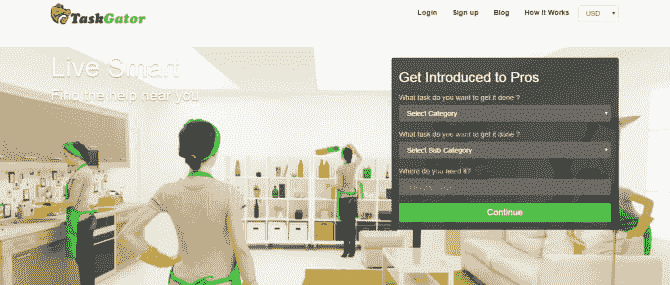 TaskGator
Login Sign up Blog How It Works USD
Live Smart
Find the help near you
Get Introduced to Pros
What task do you want to get it done ?
Select Category
What task do you want to get it done ?
Select Sub Category
Where do you need it?
Continue